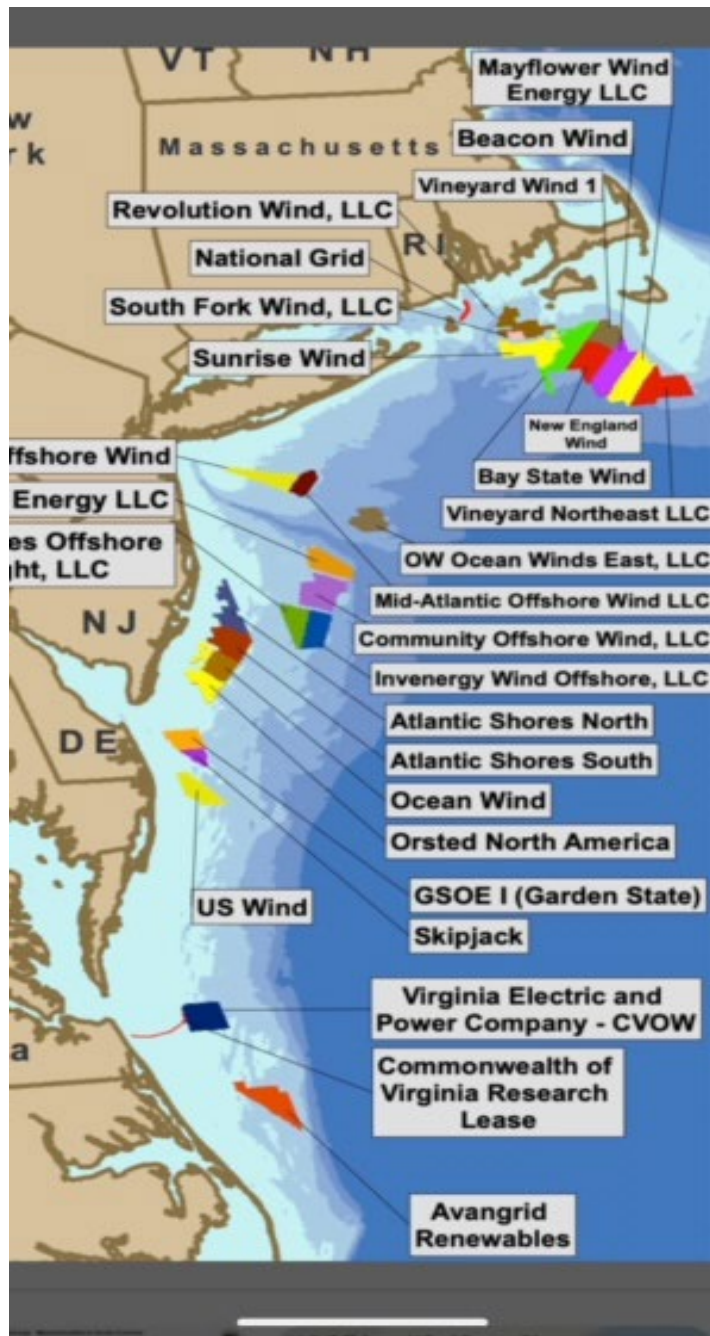 VT
NH
Mayflower Wind
Energy LLC
w
rk
Massachusetts
Beacon Wind
Vineyard Wind 1
Revolution Wind, LLC
RI
National Grid
South Fork Wind, LLC
Sunrise Wind
New England
Wind
ffshore Wind
Bay State Wind
Energy LLC
Vineyard Northeast LLC
es Offshore
ht, LLC
OW Ocean Winds East, LLC
Mid-Atlantic Offshore Wind LLC
NJ
Community Offshore Wind, LLC
Invenergy Wind Offshore, LLC
Atlantic Shores North
DE
Atlantic Shores South
Ocean Wind
Orsted North America
GSOE I (Garden State)
US Wind
Skipjack
Virginia Electric and
Power Company - CVOW
a
Commonwealth of
Virginia Research
Lease
Avangrid
Renewables